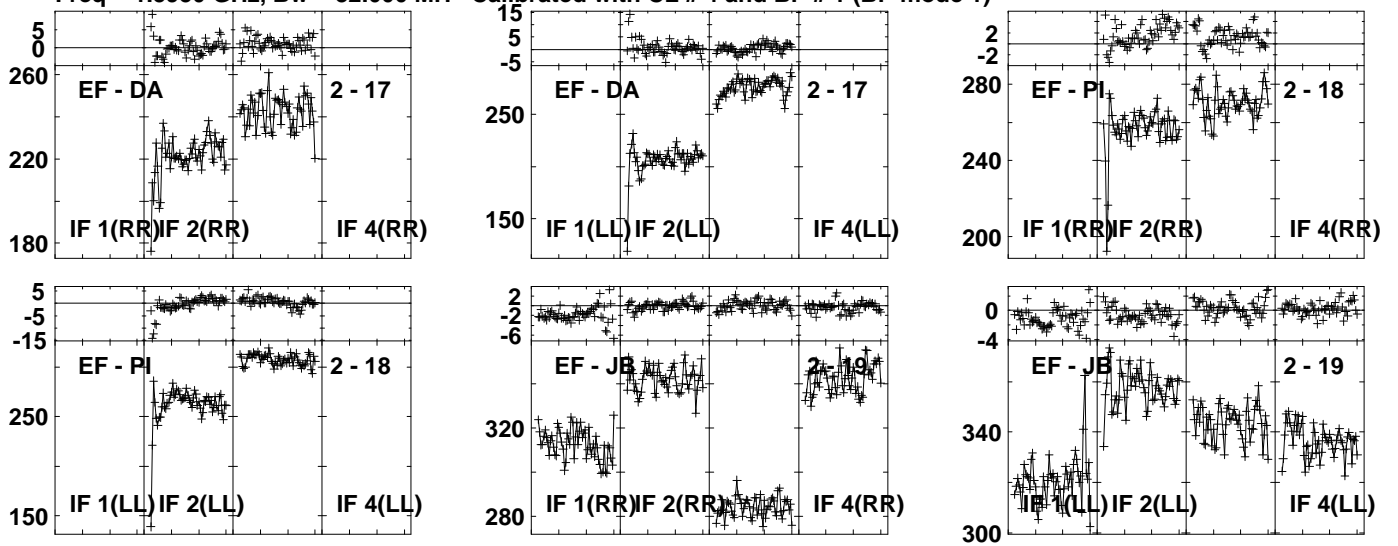 15
5
0
5
0
-5
2
-2
260
220
180
EF - DA
2 - 17
IF 1(RR)
IF 2(RR)
IF 4(RR)
250
150
EF - DA
2 - 17
IF 1(LL)
IF 2(LL)
IF 4(LL)
280
240
200
EF - PI
2 - 18
IF 1(RR)
IF 2(RR)
IF 4(RR)
5
0
-5
-15
2
-2
-6
0
-4
250
150
EF - PI
2 - 18
IF 1(LL)
IF 2(LL)
IF 4(LL)
320
280
EF - JB
2 - 19
IF 1(RR)
IF 2(RR)
IF 4(RR)
340
300
EF - JB
2 - 19
IF 1(LL)
IF 2(LL)
IF 4(LL)